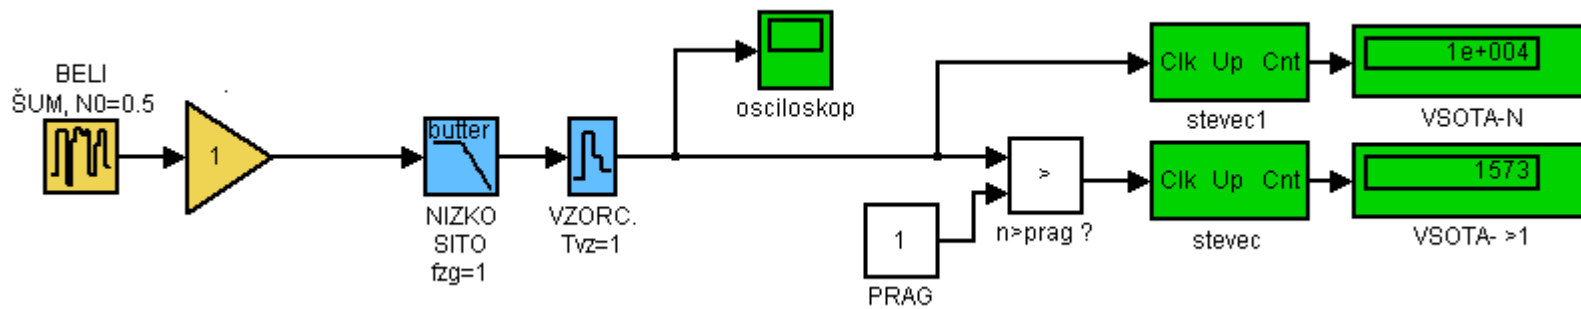 BELI
ŠUM, N0=0.5
1
butter
NIZKO
SITO
fzg=1
VZORC.
Tvz=1
osciloskop
1
PRAG
>
n>prag ?
Clk Up Cnt
stevec1
1e+004
VSOTA-N
Clk Up Cnt
stevec
1573
VSOTA- >1